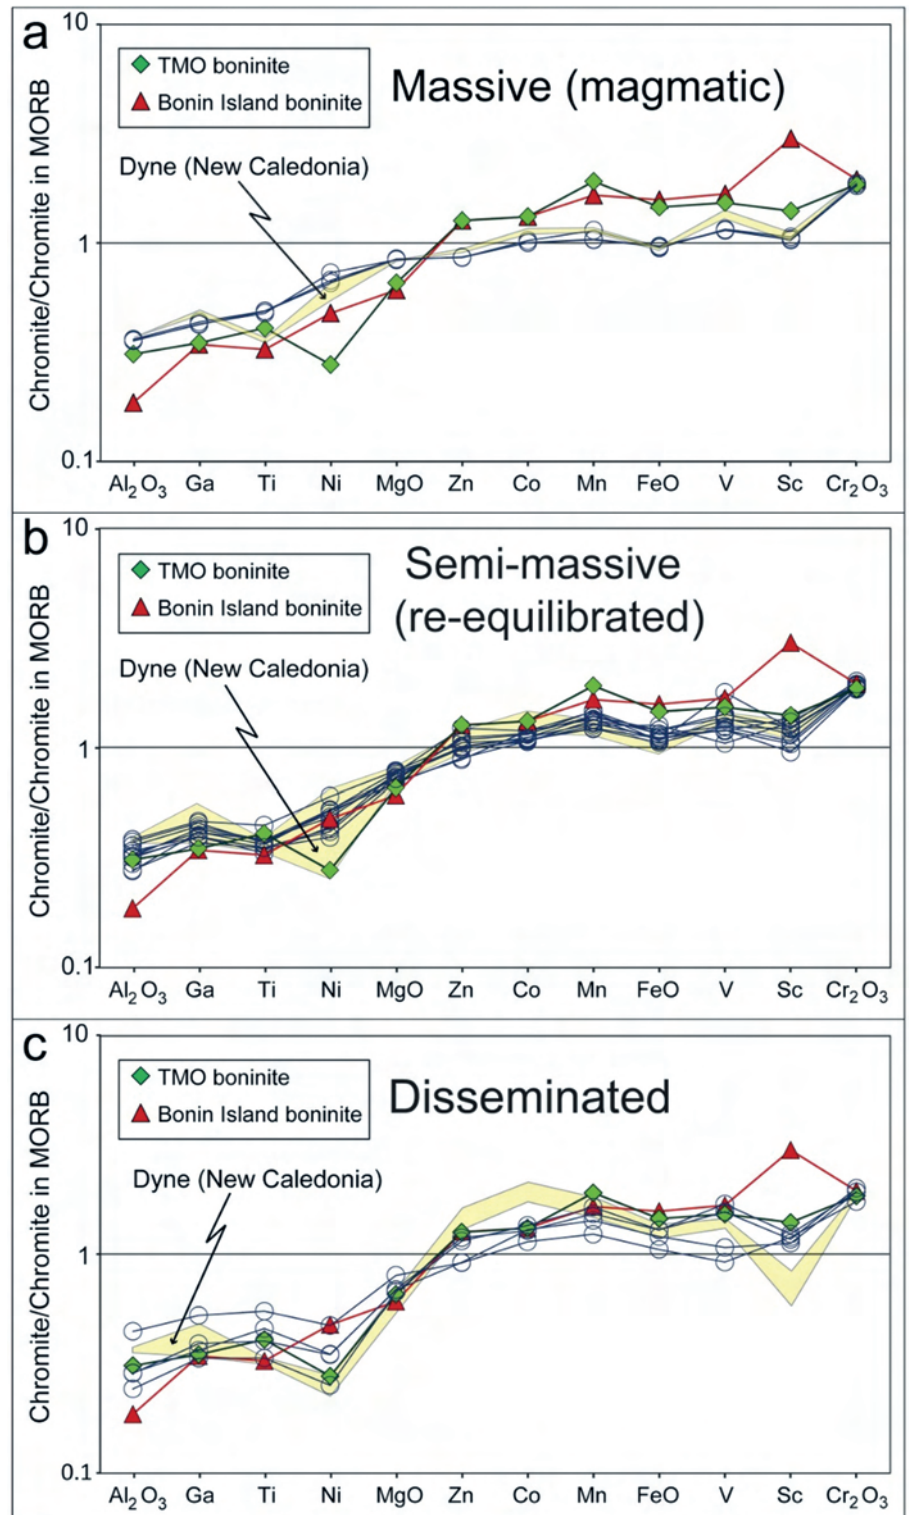 a
10
TMO boninite
Bonin Island boninite
Massive (magmatic)
Dyne (New Caledonia)
Chromite/Chromite in MORB
1
0.1
Al₂O₃ Ga Ti Ni MgO Zn Co Mn FeO V Sc Cr₂O₃
b
10
TMO boninite
Bonin Island boninite
Semi-massive
(re-equilibrated)
Dyne (New Caledonia)
Chromite/Chromite in MORB
1
0.1
Al₂O₃ Ga Ti Ni MgO Zn Co Mn FeO V Sc Cr₂O₃
c
10
TMO boninite
Bonin Island boninite
Disseminated
Dyne (New Caledonia)
Chromite/Chromite in MORB
1
0.1
Al₂O₃ Ga Ti Ni MgO Zn Co Mn FeO V Sc Cr₂O₃